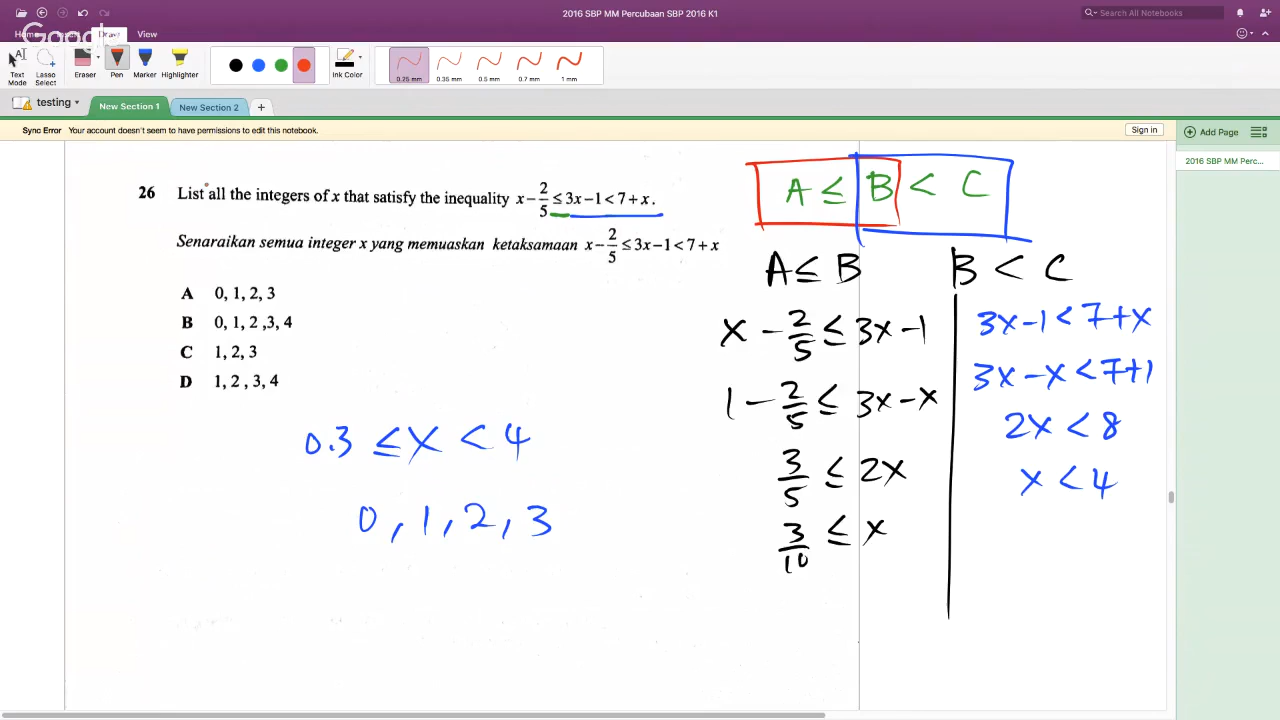 2016 SBP MM Percubaan SBP 2016 K1
Search All Notebooks
Google
Home Insert Draw View
Text Mode
Lasso Select
Eraser
Pen
Marker
Highlighter
Ink Color
0.25 mm
0.35 mm
0.5 mm
0.7 mm
1 mm
testing
New Section 1
New Section 2
+
Sync Error Your account doesn't seem to have permissions to edit this notebook.
Sign in
Add Page
2016 SBP MM Perc...
26 List all the integers of x that satisfy the inequality x − 2/5 ≤ 3x − 1 < 7 + x.
Senaraikan semua integer x yang memuaskan ketaksamaan x − 2/5 ≤ 3x − 1 < 7 + x
A 0, 1, 2, 3
B 0, 1, 2 ,3, 4
C 1, 2, 3
D 1, 2 , 3, 4
0.3 ≤ x < 4
0, 1, 2, 3
A ≤ B < C
A ≤ B
x − 2/5 ≤ 3x − 1
1 − 2/5 ≤ 3x − x
3/5 ≤ 2x
3/10 ≤ x
B < C
3x − 1 < 7 + x
3x − x < 7 + 1
2x < 8
x < 4